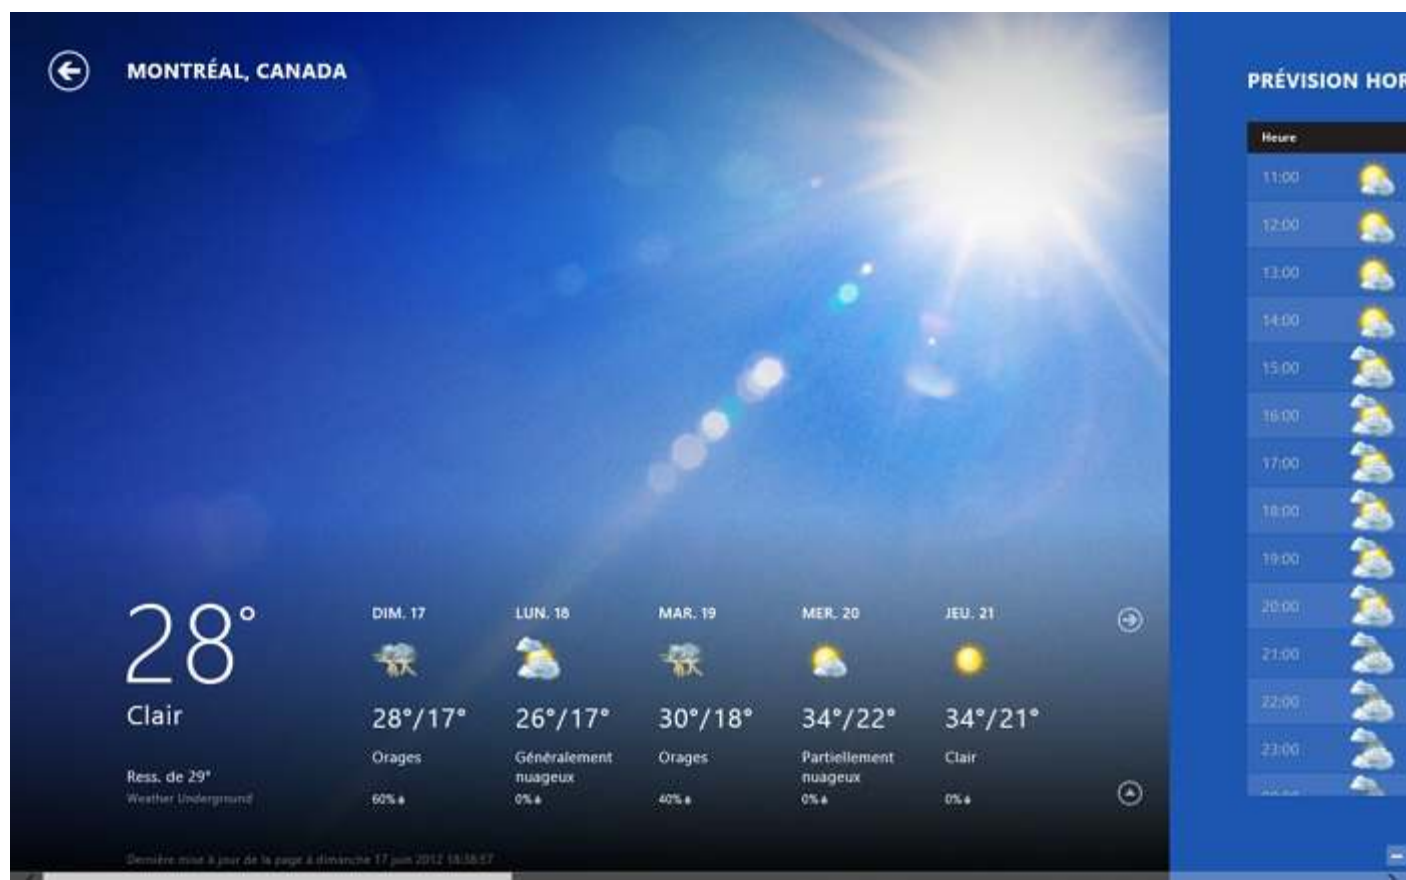 MONTRÉAL, CANADA
28°
Clair
Ress. de 29°
Weather Underground
DIM. 17
28°/17°
Orages
60%
LUN. 18
26°/17°
Généralement
nuageux
0%
MAR. 19
30°/18°
Orages
40%
MER. 20
34°/22°
Partiellement
nuageux
0%
JEU. 21
34°/21°
Clair
0%
Dernière mise à jour de la page à dimanche 17 juin 2012 18:38:57
PRÉVISION HOR
Heure
11:00
12:00
13:00
14:00
15:00
16:00
17:00
18:00
19:00
20:00
21:00
22:00
23:00